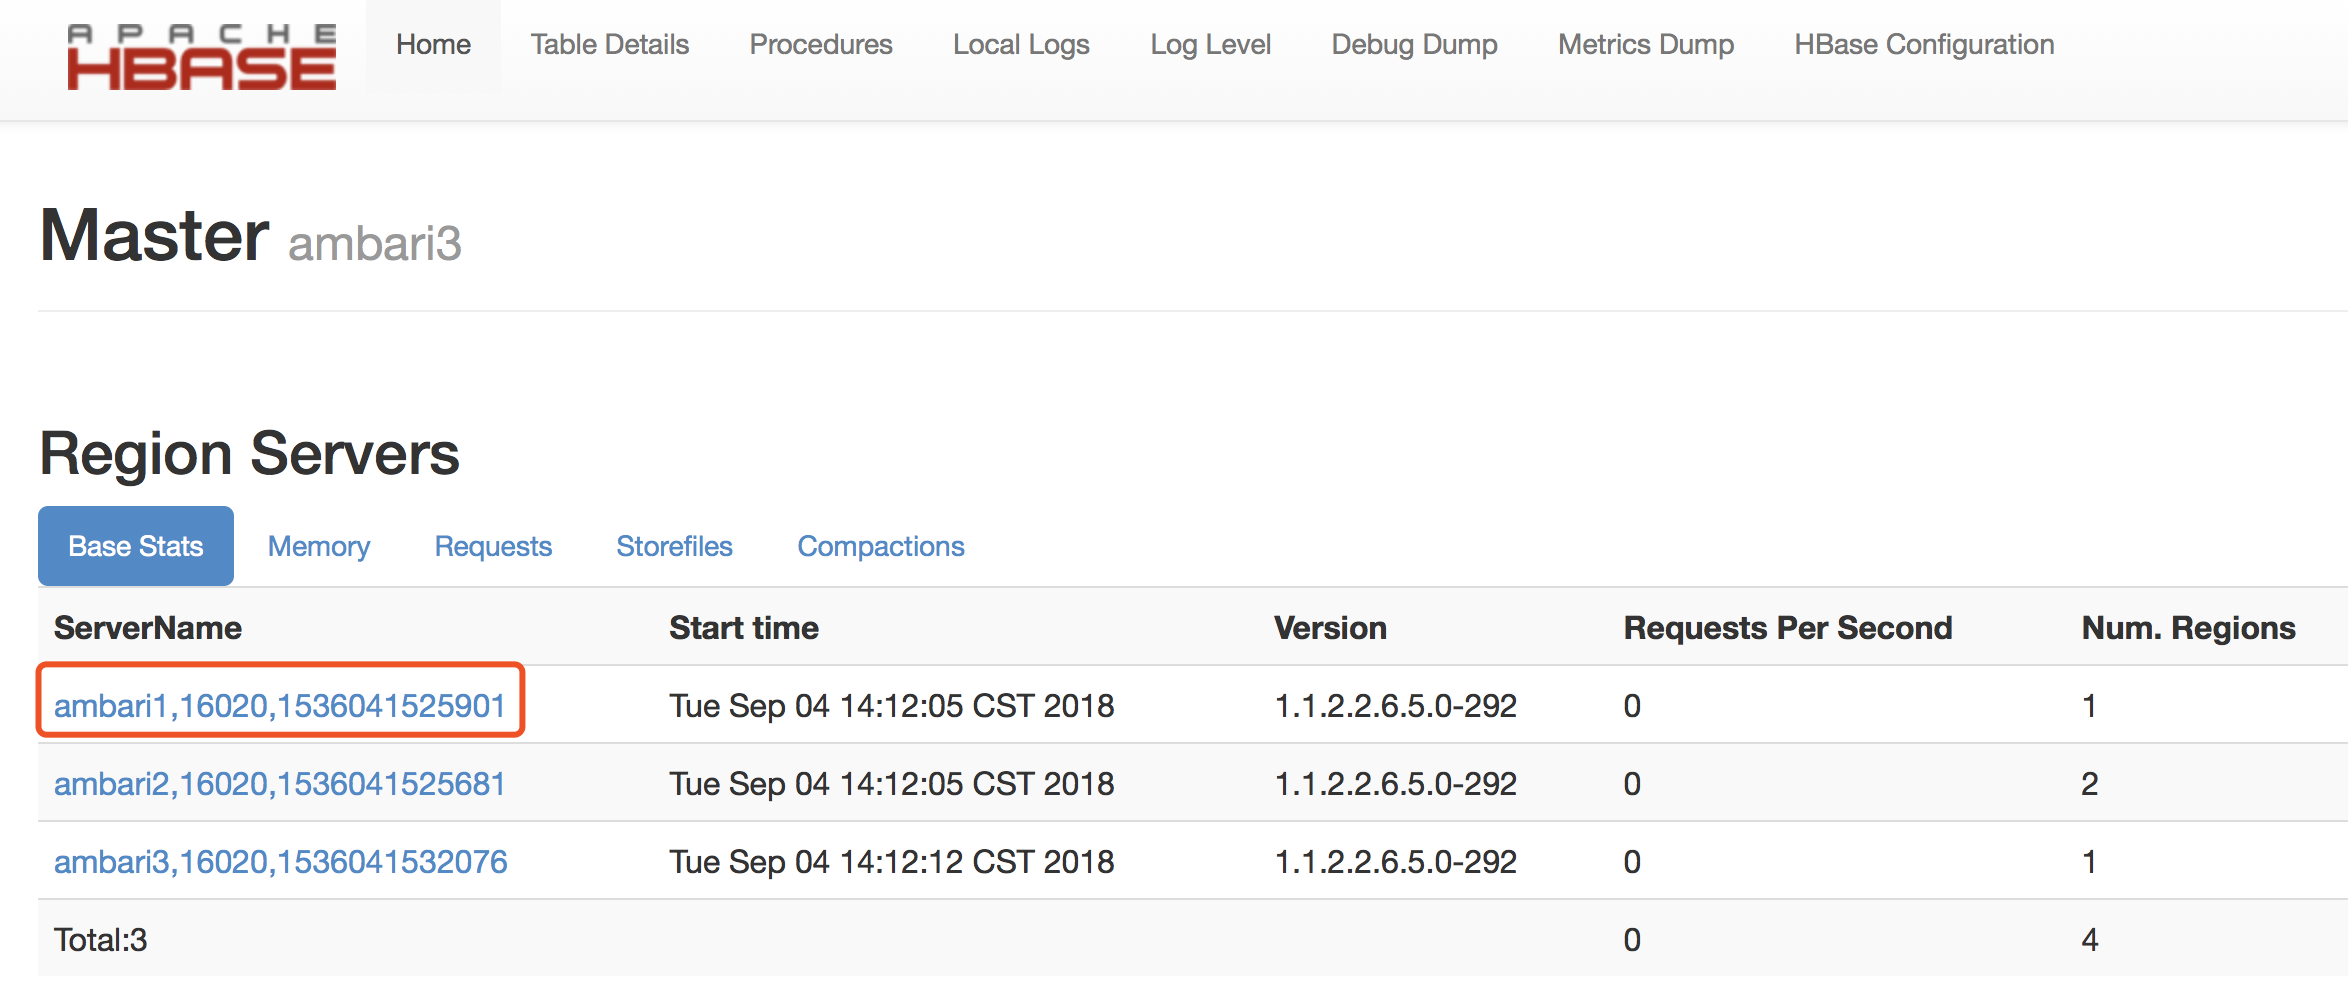 APACHE
HBASE
Home Table Details Procedures Local Logs Log Level Debug Dump Metrics Dump HBase Configuration
Master ambari3
Region Servers
Base Stats Memory Requests Storefiles Compactions
ServerName Start time Version Requests Per Second Num. Regions
ambari1,16020,1536041525901 Tue Sep 04 14:12:05 CST 2018 1.1.2.2.6.5.0-292 0 1
ambari2,16020,1536041525681 Tue Sep 04 14:12:05 CST 2018 1.1.2.2.6.5.0-292 0 2
ambari3,16020,1536041532076 Tue Sep 04 14:12:12 CST 2018 1.1.2.2.6.5.0-292 0 1
Total:3 0 4